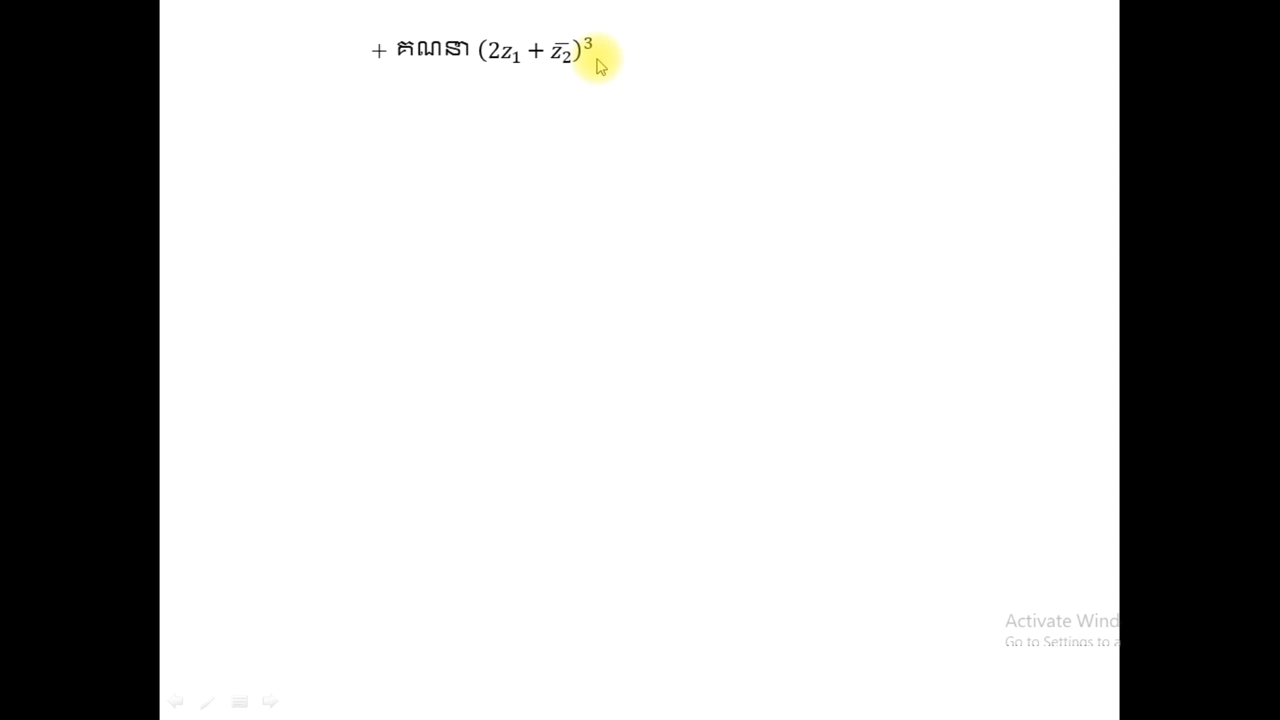 + គណនា (2z₁ + z̅₂)³
Activate Wind
Go to Settings to a